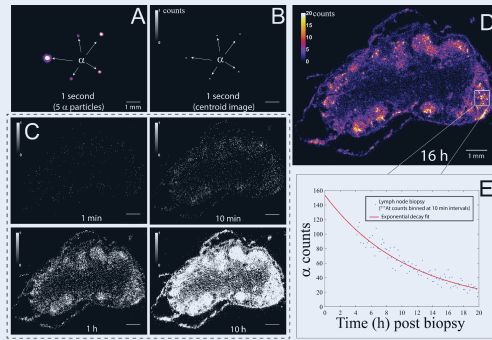 A
α
1 second
(5 α particles)
1 mm
B
counts
α
1 second
(centroid image)
C
1 min
10 min
1 h
10 h
D
counts
20
15
10
5
0
16 h
1 mm
E
160
140
120
100
80
60
40
20
0
α counts
Lymph node biopsy
(²¹¹At counts binned at 10 min intervals)
Exponential decay fit
0 2 4 6 8 10 12 14 16 18 20
Time (h) post biopsy